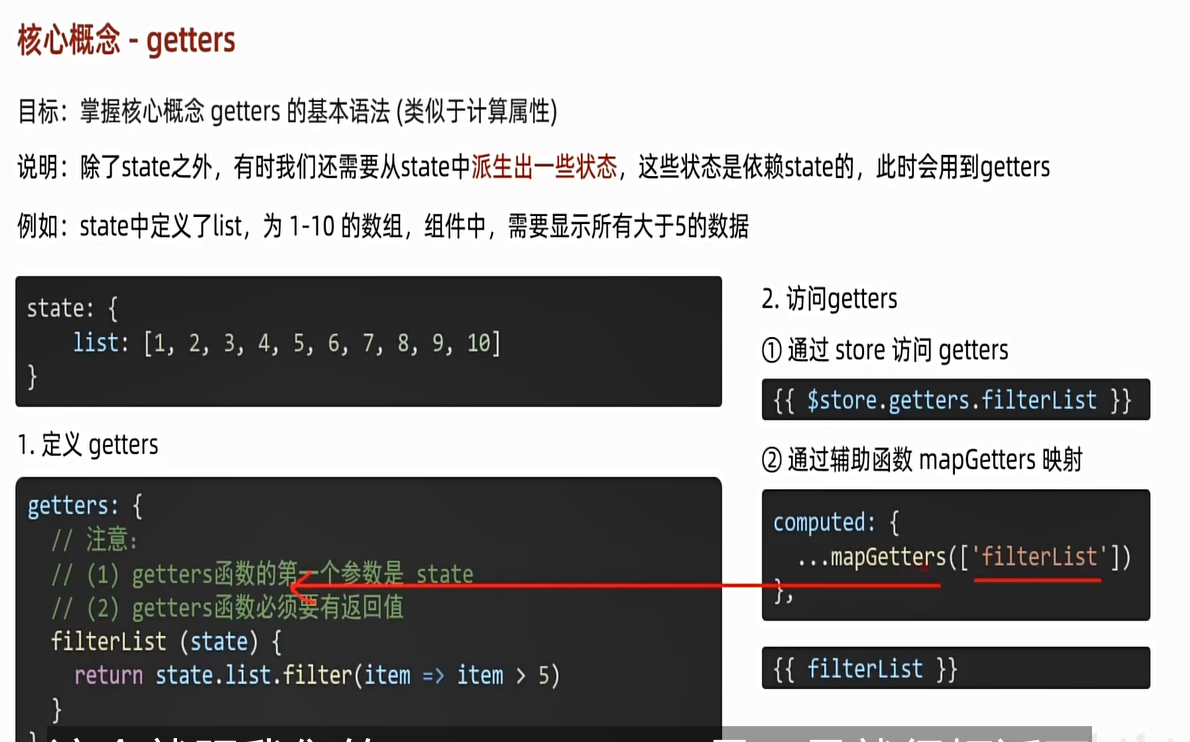 核心概念 - getters
目标：掌握核心概念 getters 的基本语法 (类似于计算属性)
说明：除了state之外，有时我们还需要从state中派生出一些状态，这些状态是依赖state的，此时会用到getters
例如：state中定义了list，为 1-10 的数组，组件中，需要显示所有大于5的数据
state: {
list: [1, 2, 3, 4, 5, 6, 7, 8, 9, 10]
}
1. 定义 getters
getters: {
// 注意：
// (1) getters函数的第一个参数是 state
// (2) getters函数必须要有返回值
filterList (state) {
return state.list.filter(item => item > 5)
}
2. 访问getters
① 通过 store 访问 getters
{{ $store.getters.filterList }}
② 通过辅助函数 mapGetters 映射
computed: {
...mapGetters(['filterList'])
},
{{ filterList }}